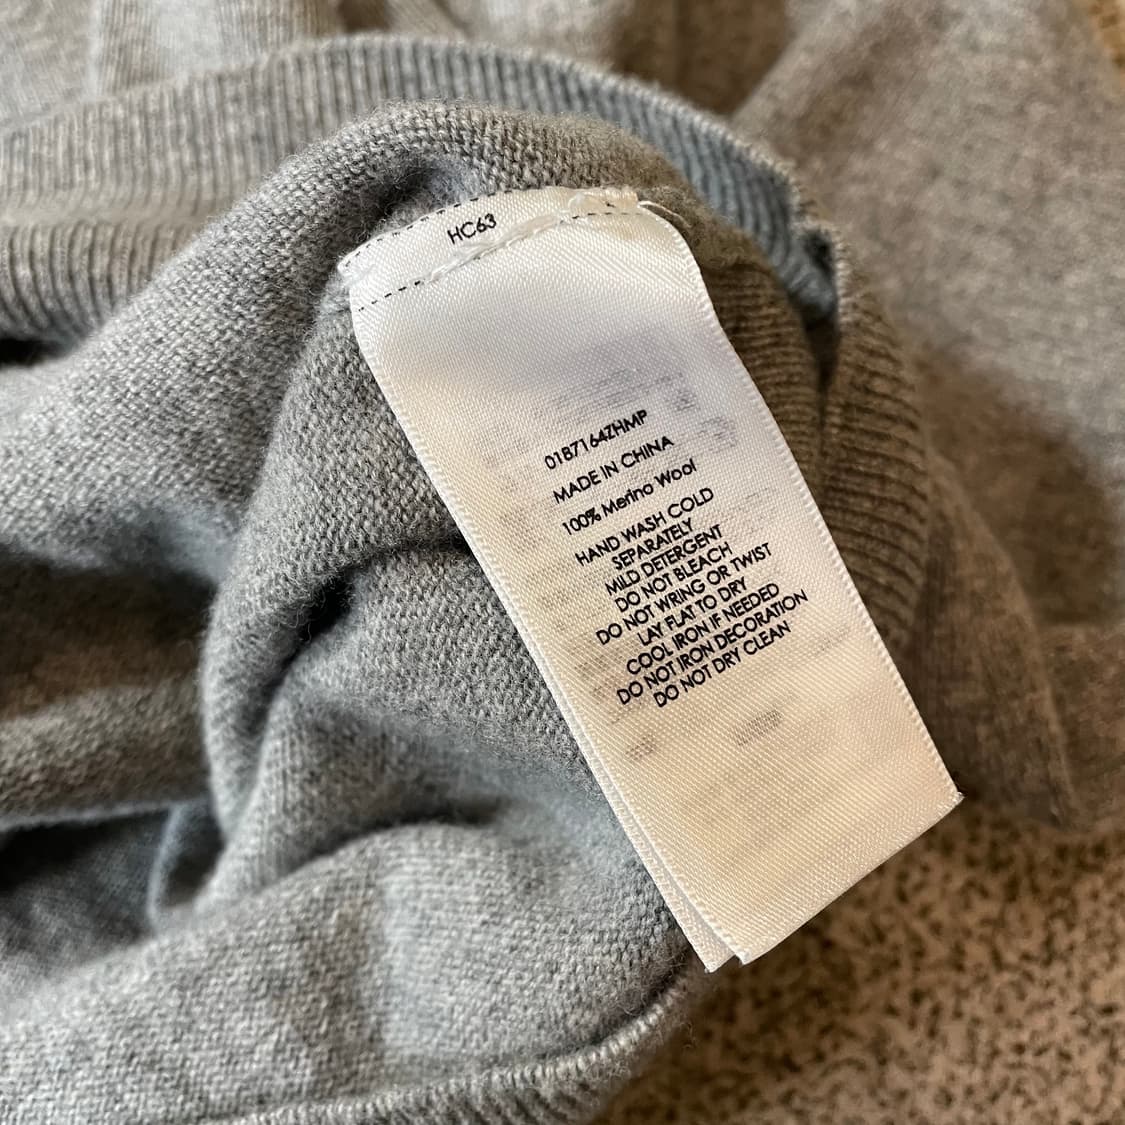 HC63
01B7164ZHMP
MADE IN CHINA
100% Merino Wool
HAND WASH COLD
SEPARATELY
MILD DETERGENT
DO NOT BLEACH
DO NOT WRING OR TWIST
LAY FLAT TO DRY
COOL IRON IF NEEDED
DO NOT IRON DECORATION
DO NOT DRY CLEAN